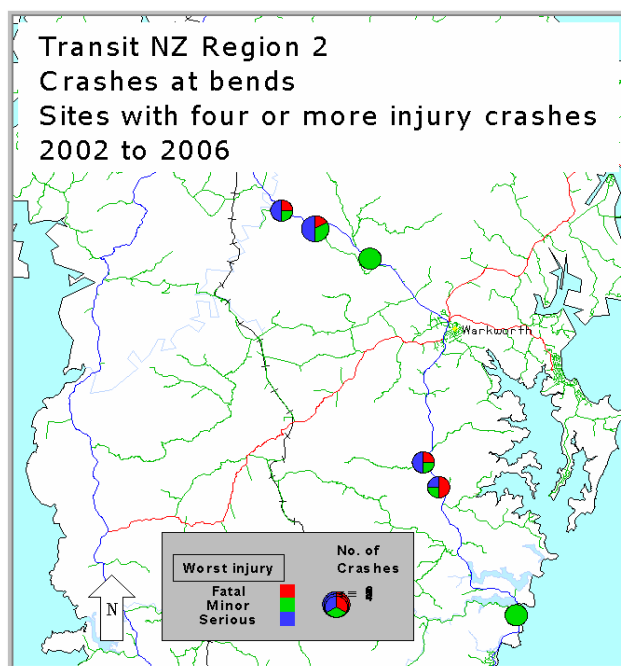 Transit NZ Region 2
Crashes at bends
Sites with four or more injury crashes
2002 to 2006
Warkworth
No. of
Crashes
Worst injury
Fatal
Minor
Serious
N